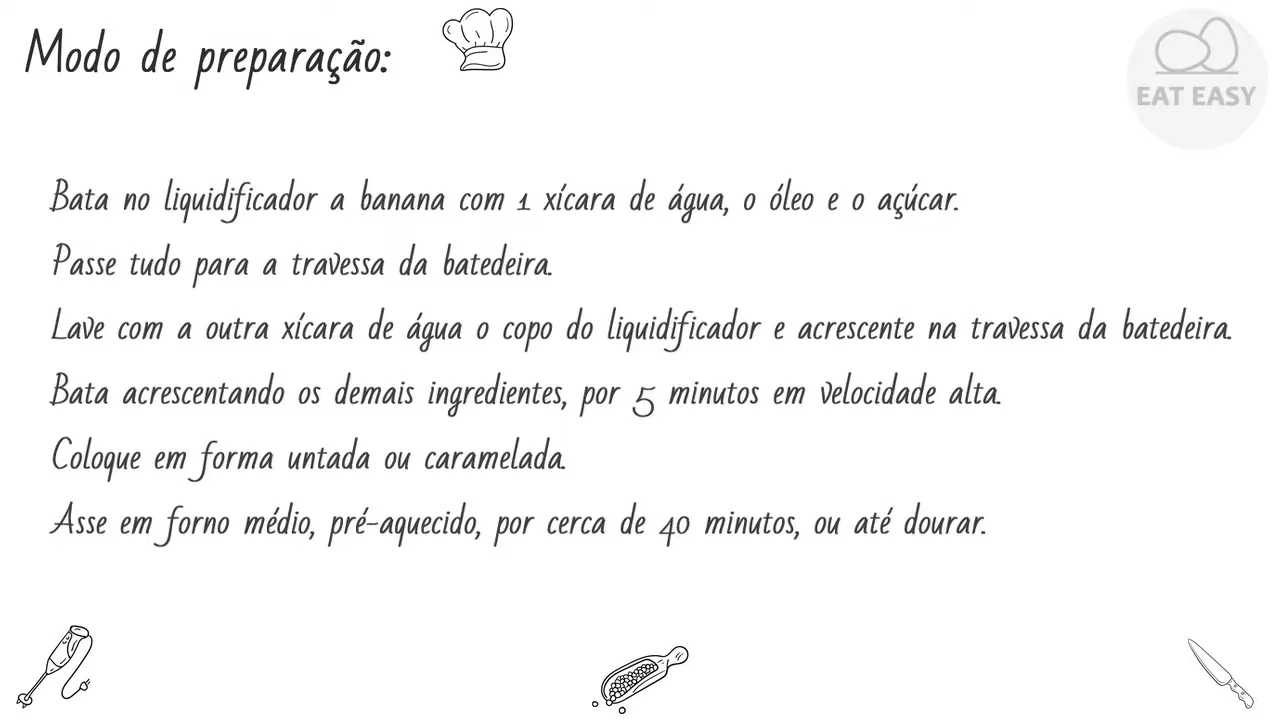 Modo de preparação:
EAT EASY
Bata no liquidificador a banana com 1 xícara de água, o óleo e o açúcar.
Passe tudo para a travessa da batedeira.
Lave com a outra xícara de água o copo do liquidificador e acrescente na travessa da batedeira.
Bata acrescentando os demais ingredientes, por 5 minutos em velocidade alta.
Coloque em forma untada ou caramelada.
Asse em forno médio, pré-aquecido, por cerca de 40 minutos, ou até dourar.